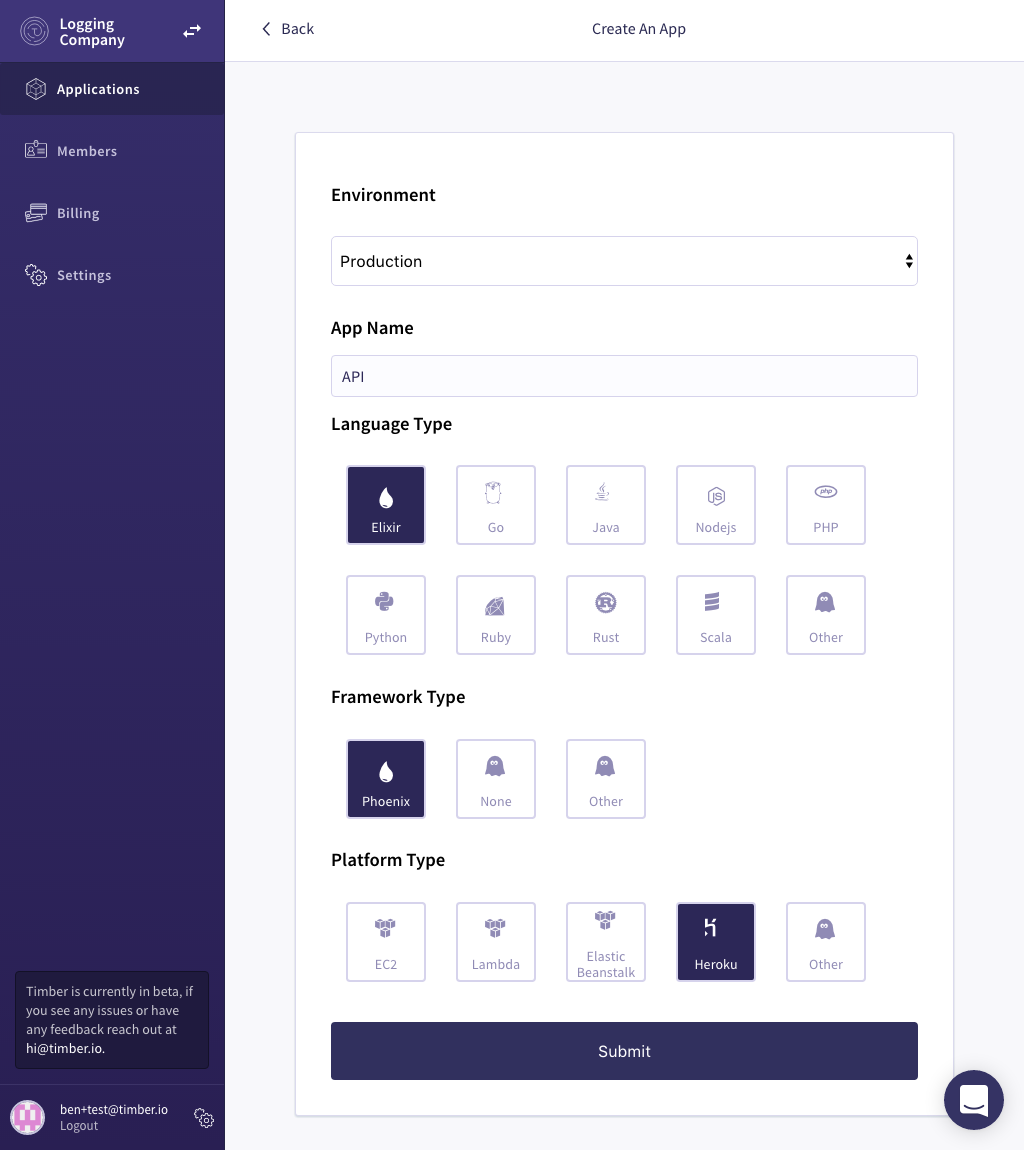 Logging
Company
Applications
Members
Billing
Settings
Timber is currently in beta, if
you see any issues or have
any feedback reach out at
hi@timber.io.
ben+test@timber.io
Logout
Back
Create An App
Environment
Production
App Name
API
Language Type
Elixir
Go
JS
Java
Nodejs
php
PHP
Python
Ruby
R
Rust
Scala
Other
Framework Type
Phoenix
None
Other
Platform Type
EC2
Lambda
Elastic
Beanstalk
Heroku
Other
Submit